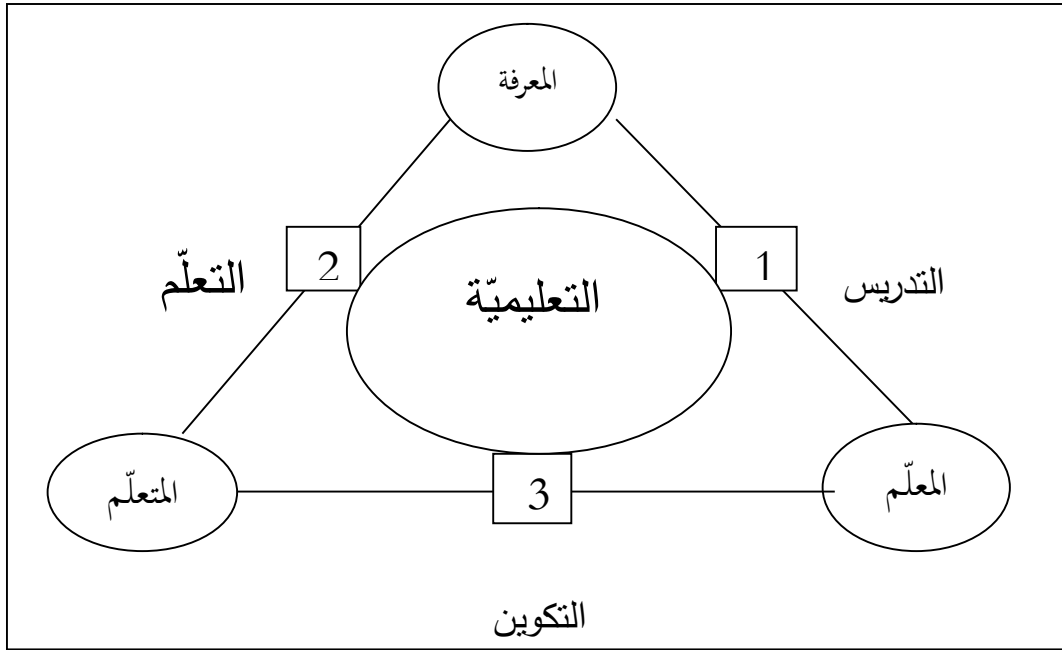 المعرفة
1
2
التدريس
التعليميّة
التعلّم
المعلّم
3
المتعلّم
التكوين